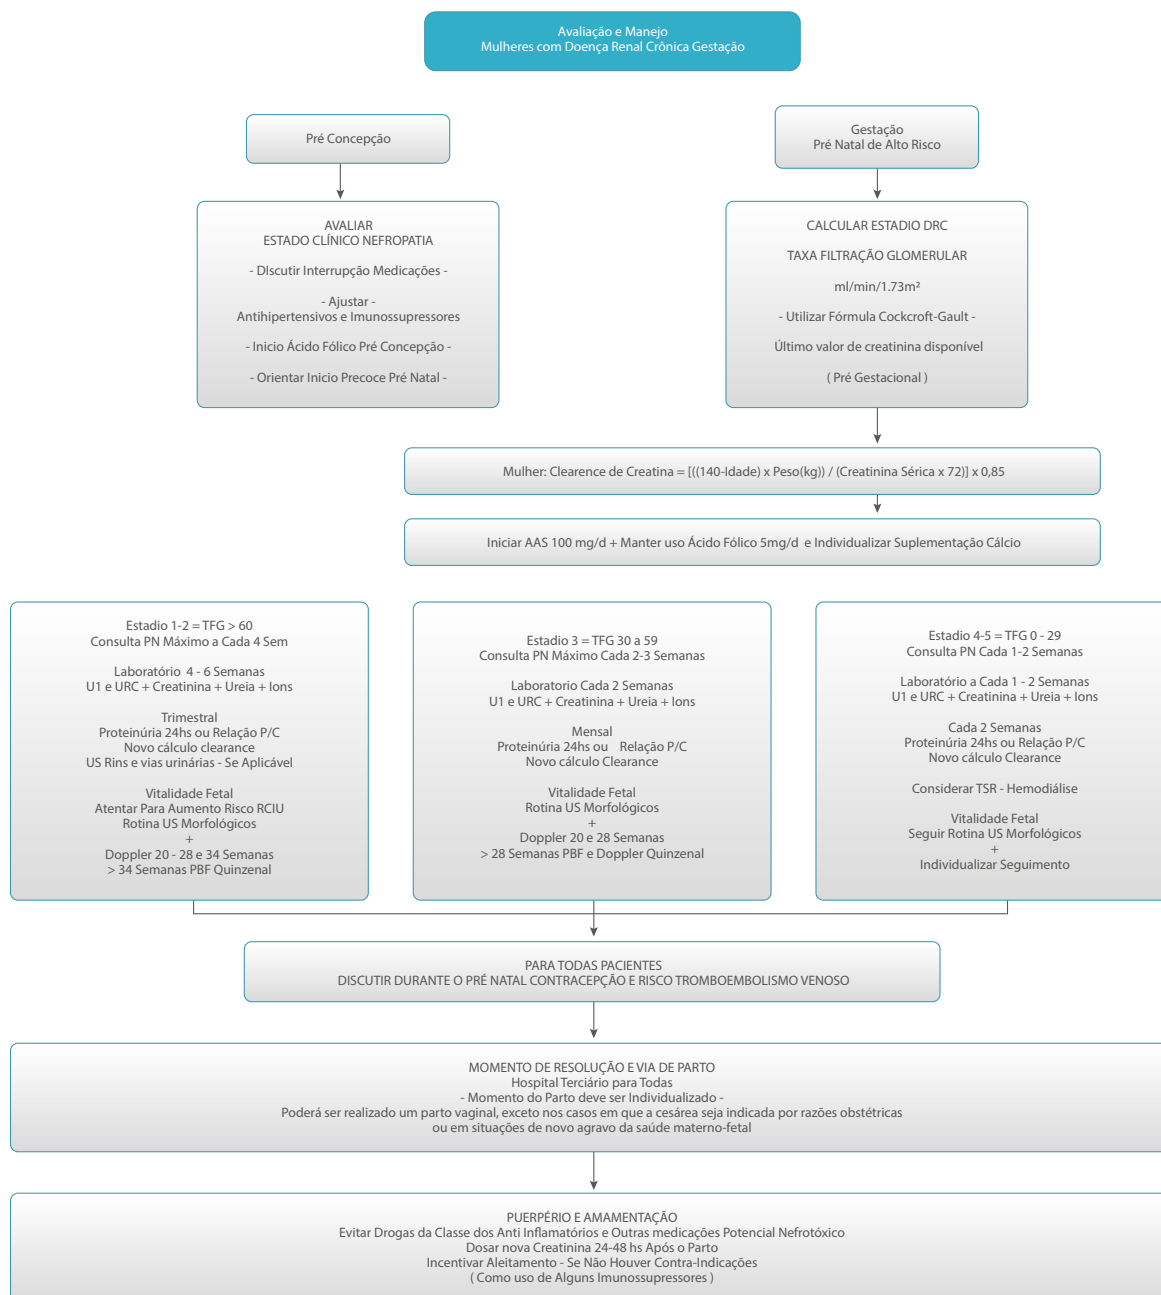 Avaliação e Manejo
Mulheres com Doença Renal Crônica Gestação
Pré Concepção
Gestação
Pré Natal de Alto Risco
AVALIAR
ESTADO CLÍNICO NEFROPATIA
- DIscutir Interrupção Medicações -
- Ajustar -
Antihipertensivos e Imunossupressores
- Inicio Ácido Fólico Pré Concepção -
- Orientar Inicio Precoce Pré Natal -
CALCULAR ESTADIO DRC
TAXA FILTRAÇÃO GLOMERULAR
ml/min/1.73m²
- Utilizar Fórmula Cockcroft-Gault -
Último valor de creatinina disponível
( Pré Gestacional )
Mulher: Clearence de Creatina = [((140-Idade) x Peso(kg)) / (Creatinina Sérica x 72)] x 0,85
Iniciar AAS 100 mg/d + Manter uso Ácido Fólico 5mg/d e Individualizar Suplementação Cálcio
Estadio 1-2 = TFG > 60
Consulta PN Máximo a Cada 4 Sem
Laboratório 4 - 6 Semanas
U1 e URC + Creatinina + Ureia + Ions
Trimestral
Proteinúria 24hs ou Relação P/C
Novo cálculo clearance
US Rins e vias urinárias - Se Aplicável
Vitalidade Fetal
Atentar Para Aumento Risco RCIU
Rotina US Morfológicos
+
Doppler 20 - 28 e 34 Semanas
> 34 Semanas PBF Quinzenal
Estadio 3 = TFG 30 a 59
Consulta PN Máximo Cada 2-3 Semanas
Laboratorio Cada 2 Semanas
U1 e URC + Creatinina + Ureia + Ions
Mensal
Proteinúria 24hs ou Relação P/C
Novo cálculo Clearance
Vitalidade Fetal
Rotina US Morfológicos
+
Doppler 20 e 28 Semanas
> 28 Semanas PBF e Doppler Quinzenal
Estadio 4-5 = TFG 0 - 29
Consulta PN Cada 1-2 Semanas
Laboratório a Cada 1 - 2 Semanas
U1 e URC + Creatinina + Ureia + Ions
Cada 2 Semanas
Proteinúria 24hs ou Relação P/C
Novo cálculo Clearance
Considerar TSR - Hemodiálise
Vitalidade Fetal
Seguir Rotina US Morfológicos
+
Individualizar Seguimento
PARA TODAS PACIENTES
DISCUTIR DURANTE O PRÉ NATAL CONTRACEPÇÃO E RISCO TROMBOEMBOLISMO VENOSO
MOMENTO DE RESOLUÇÃO E VIA DE PARTO
Hospital Terciário para Todas
- Momento do Parto deve ser Individualizado -
Poderá ser realizado um parto vaginal, exceto nos casos em que a cesárea seja indicada por razões obstétricas
ou em situações de novo agravo da saúde materno-fetal
PUERPÉRIO E AMAMENTAÇÃO
Evitar Drogas da Classe dos Anti Inflamatórios e Outras medicações Potencial Nefrotóxico
Dosar nova Creatinina 24-48 hs Após o Parto
Incentivar Aleitamento - Se Não Houver Contra-Indicações
( Como uso de Alguns Imunossupressores )